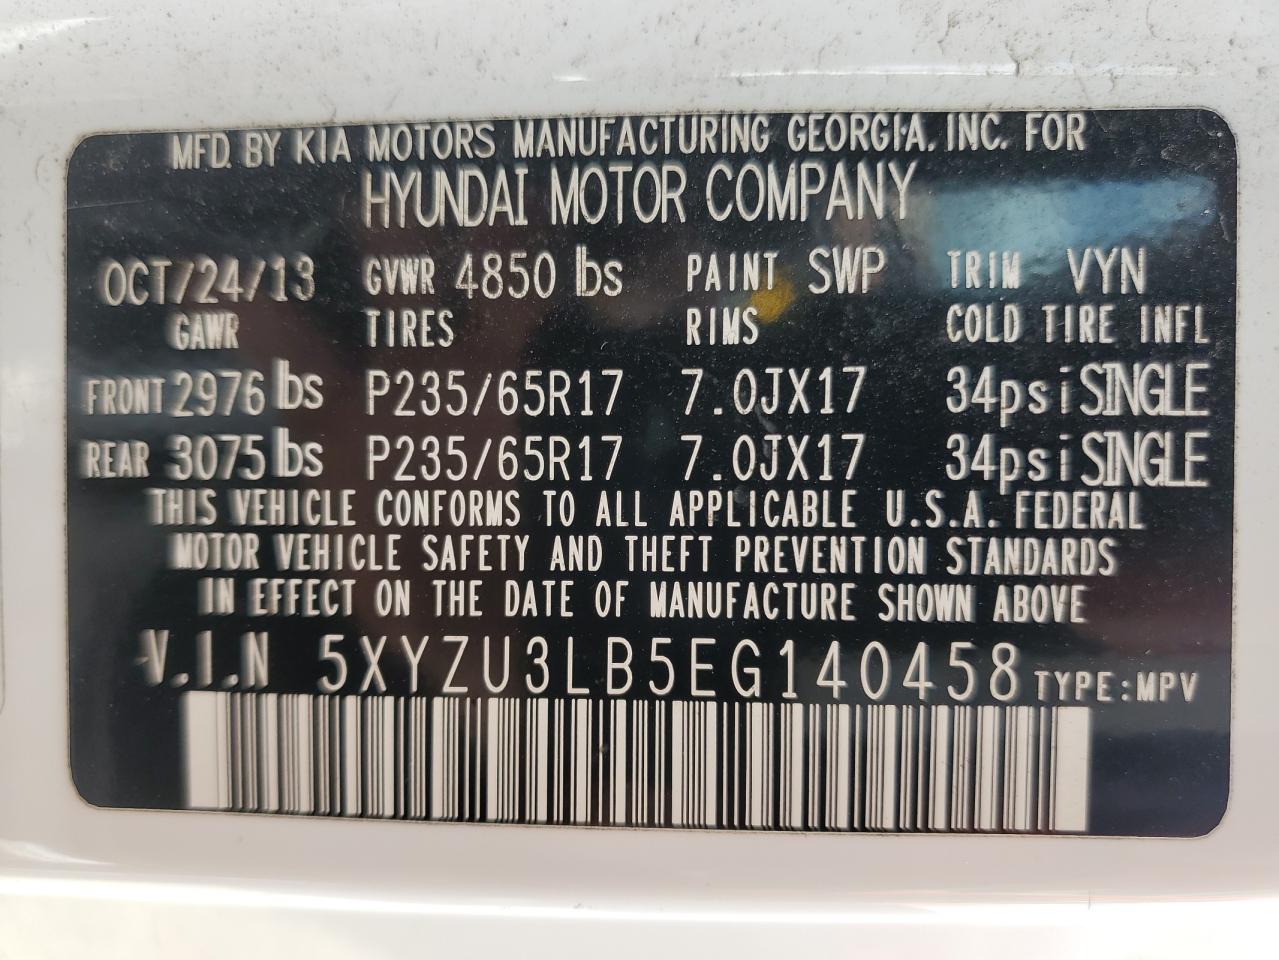 MFD. BY KIA MOTORS MANUFACTURING GEORGIA, INC. FOR
HYUNDAI MOTOR COMPANY
OCT/24/13 GVWR 4850 lbs PAINT SWP TRIM VYN
GAWR TIRES RIMS COLD TIRE INFL
FRONT 2976 lbs P235/65R17 7.0JX17 34psi SINGLE
REAR 3075 lbs P235/65R17 7.0JX17 34psi SINGLE
THIS VEHICLE CONFORMS TO ALL APPLICABLE U.S.A. FEDERAL
MOTOR VEHICLE SAFETY AND THEFT PREVENTION STANDARDS
IN EFFECT ON THE DATE OF MANUFACTURE SHOWN ABOVE
V.I.N 5XYZU3LB5EG140458 TYPE:MPV